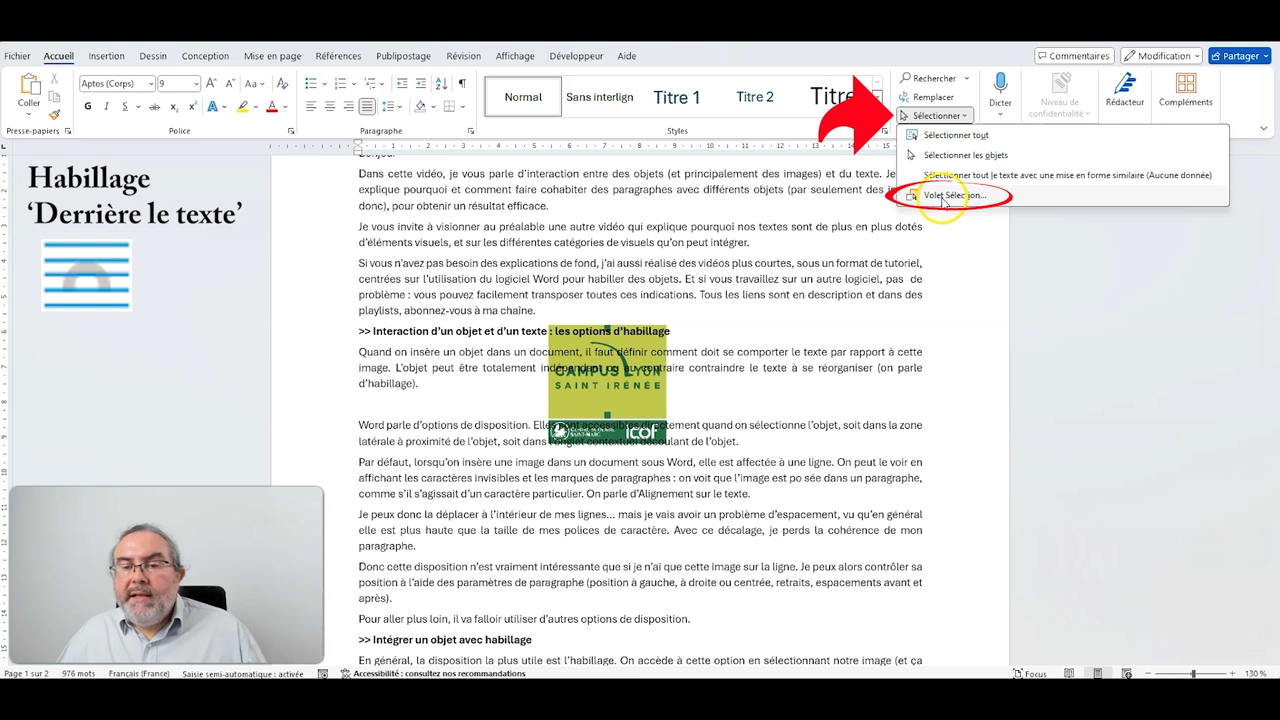 Fichier Accueil Insertion Dessin Conception Mise en page Références Publipostage Révision Affichage Développeur Aide Commentaires Modification Partager
Aptos (Corps) 9
Coller
Normal Sans interlign Titre 1 Titre 2 Titre
Rechercher
Remplacer
Sélectionner
Dicter
Niveau de confidentialité
Rédacteur
Compléments
Presse-papiers Police Paragraphe Styles
Sélectionner tout
Sélectionner les objets
Sélectionner tout le texte avec une mise en forme similaire (Aucune donnée)
Volet Sélection...
Habillage
‘Derrière le texte’
Bonjour
Dans cette vidéo, je vous parle d’interaction entre des objets (et principalement des images) et du texte. Je
explique pourquoi et comment faire cohabiter des paragraphes avec différents objets (par seulement des
donc), pour obtenir un résultat efficace.
Je vous invite à visionner au préalable une autre vidéo qui explique pourquoi nos textes sont de plus en plus dotés
d’éléments visuels, et sur les différentes catégories de visuels qu’on peut intégrer.
Si vous n’avez pas besoin des explications de fond, j’ai aussi réalisé des vidéos plus courtes, sous un format de tutoriel,
centrées sur l’utilisation du logiciel Word pour habiller des objets. Et si vous travaillez sur un autre logiciel, pas de
problème : vous pouvez facilement transposer toutes ces indications. Tous les liens sont en description et dans des
playlists, abonnez-vous à ma chaîne.
>> Interaction d’un objet et d’un texte : les options d’habillage
Quand on insère un objet dans un document, il faut définir comment doit se comporter le texte par rapport à cette
image. L’objet peut être totalement indépendant ou au contraire contraindre le texte à se réorganiser (on parle
d’habillage).
CAMPUS LYON
SAINT IRÉNÉE
Word parle d’options de disposition. Elles sont accessibles directement quand on sélectionne l’objet, soit dans la zone
latérale à proximité de l’objet, soit dans l’onglet contextuel découlant de l’objet.
ICOF
Par défaut, lorsqu’on insère une image dans un document sous Word, elle est affectée à une ligne. On peut le voir en
affichant les caractères invisibles et les marques de paragraphes : on voit que l’image est po sée dans un paragraphe,
comme s’il s’agissait d’un caractère particulier. On parle d’Alignement sur le texte.
Je peux donc la déplacer à l’intérieur de mes lignes... mais je vais avoir un problème d’espacement, vu qu’en général
elle est plus haute que la taille de mes polices de caractère. Avec ce décalage, je perds la cohérence de mon
paragraphe.
Donc cette disposition n’est vraiment intéressante que si je n’ai que cette image sur la ligne. Je peux alors contrôler sa
position à l’aide des paramètres de paragraphe (position à gauche, à droite ou centrée, retraits, espacements avant et
après).
Pour aller plus loin, il va falloir utiliser d’autres options de disposition.
>> Intégrer un objet avec habillage
En général, la disposition la plus utile est l’habillage. On accède à cette option en sélectionnant notre image (et ça
Page 1 sur 2 976 mots Français (France) Saisie semi-automatique : activée Accessibilité : consultez nos recommandations Focus 130 %